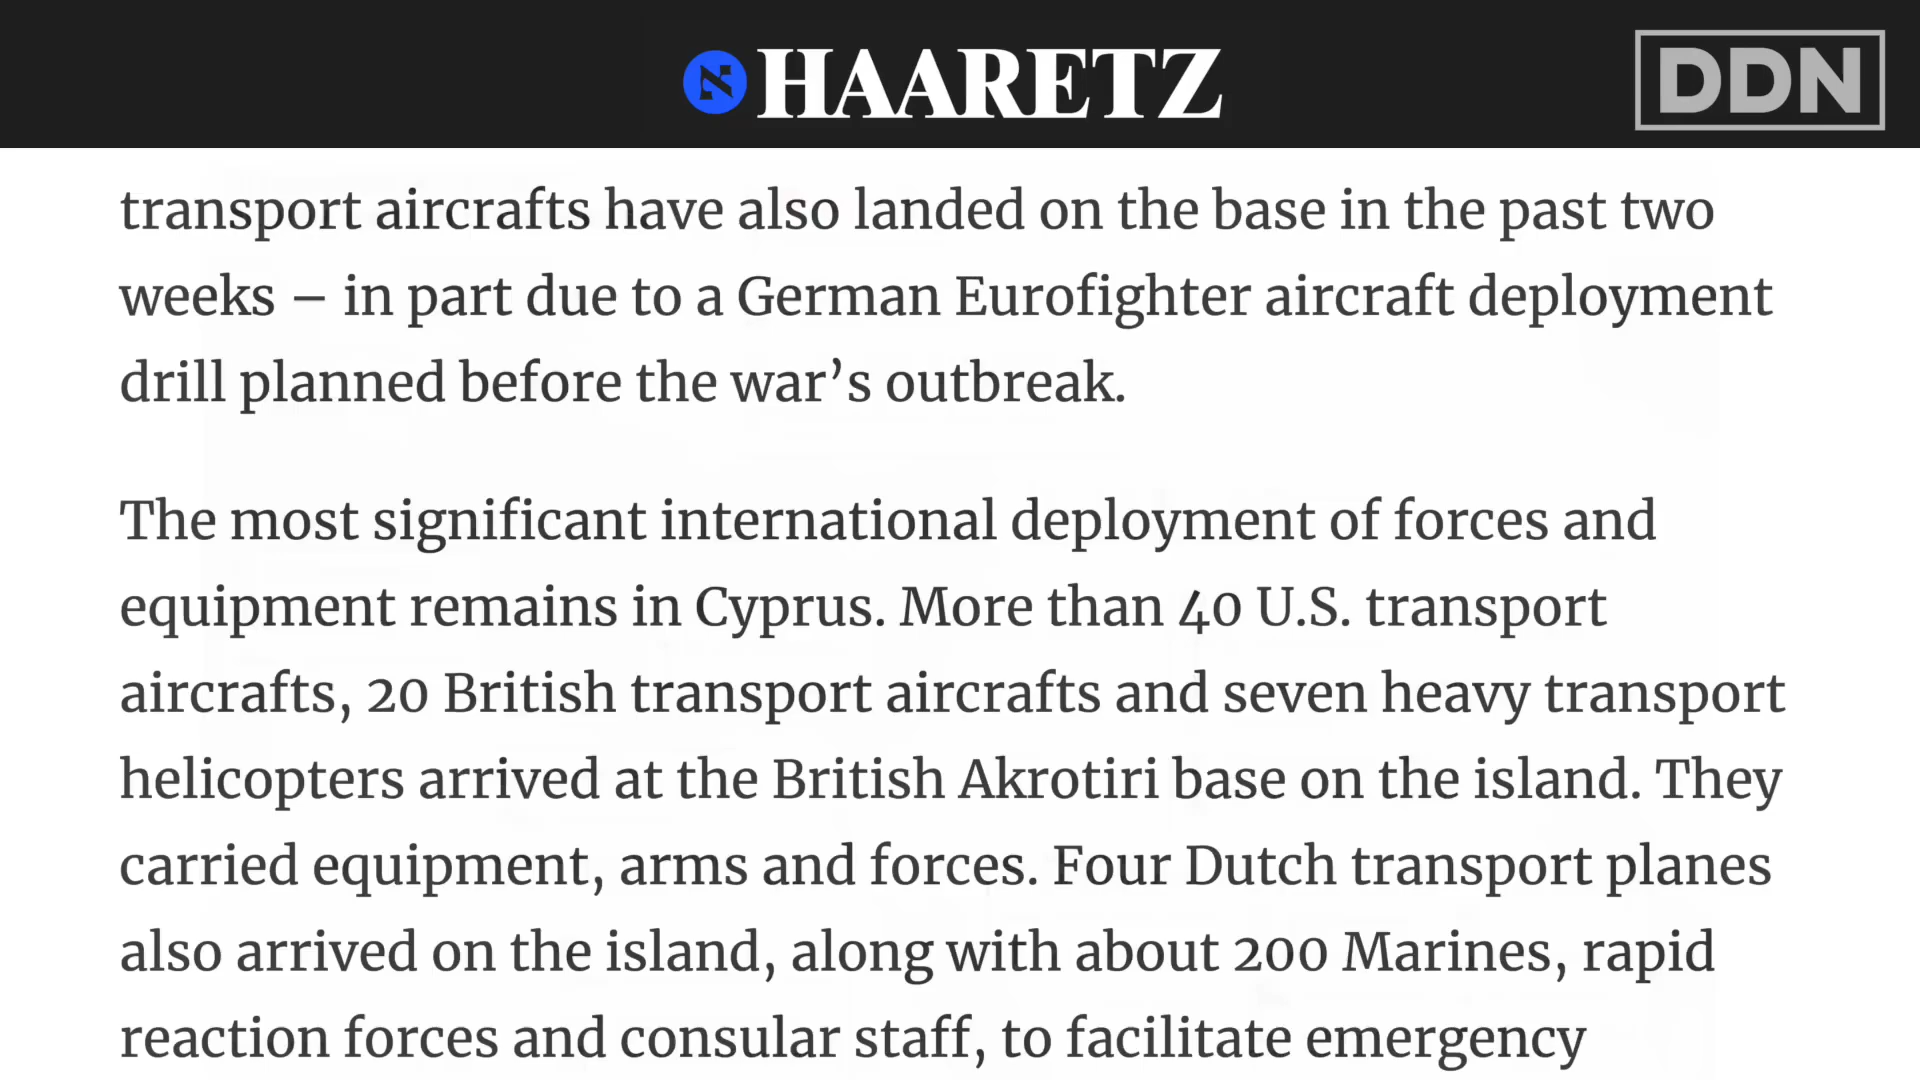 HAARETZ
DDN
transport aircrafts have also landed on the base in the past two
weeks – in part due to a German Eurofighter aircraft deployment
drill planned before the war’s outbreak.
The most significant international deployment of forces and
equipment remains in Cyprus. More than 40 U.S. transport
aircrafts, 20 British transport aircrafts and seven heavy transport
helicopters arrived at the British Akrotiri base on the island. They
carried equipment, arms and forces. Four Dutch transport planes
also arrived on the island, along with about 200 Marines, rapid
reaction forces and consular staff, to facilitate emergency